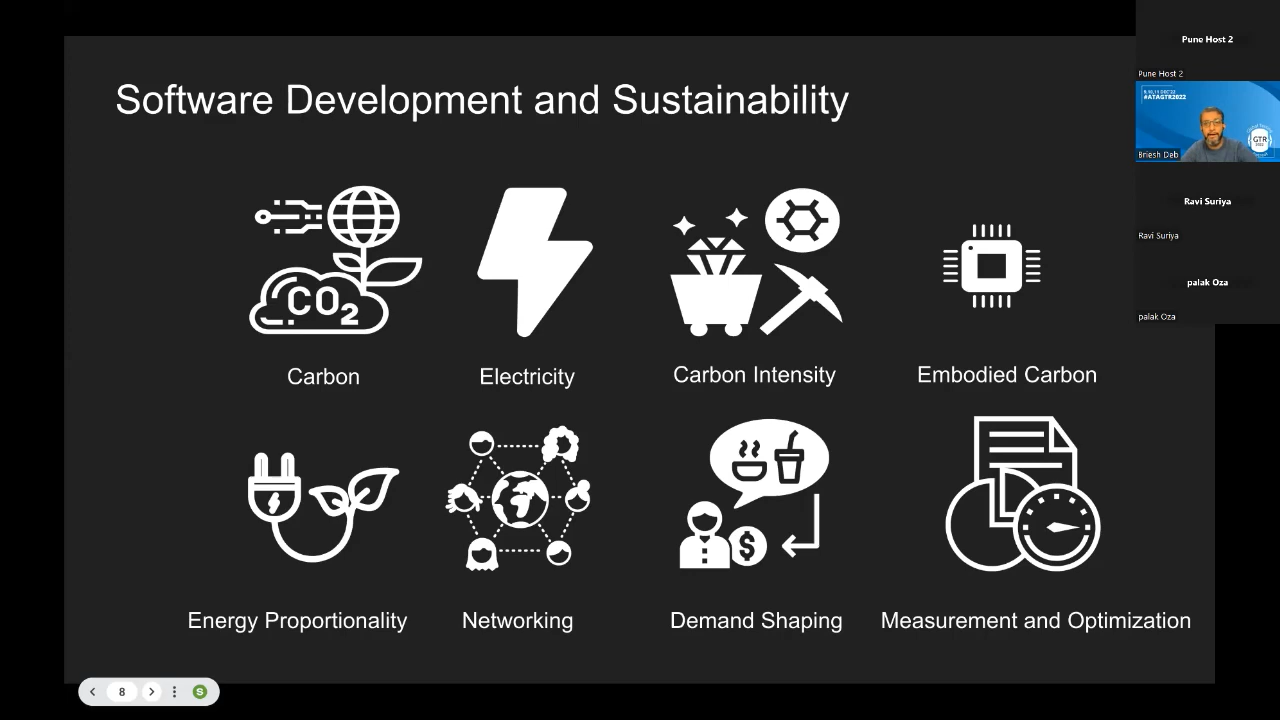 Software Development and Sustainability
CO2
Carbon
Electricity
Carbon Intensity
Embodied Carbon
$
Energy Proportionality
Networking
Demand Shaping
Measurement and Optimization
8
S
Pune Host 2
Pune Host 2
#ATAGTR2022
GTR
Briesh Deb
Ravi Suriya
Ravi Suriya
palak Oza
palak Oza